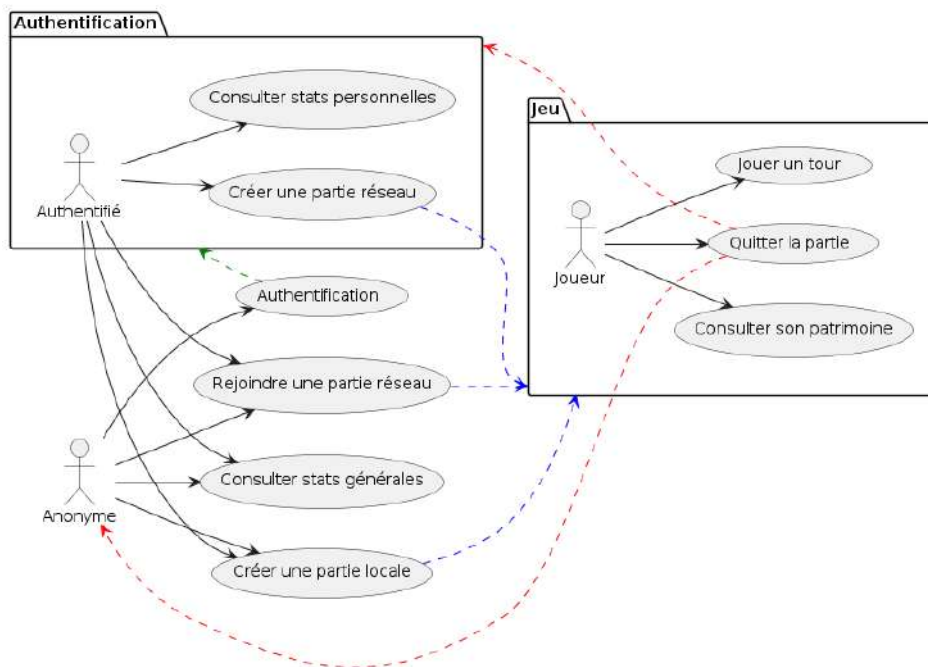 Authentification
Consulter stats personnelles
Authentifié
Créer une partie réseau
Authentification
Rejoindre une partie réseau
Anonyme
Consulter stats générales
Créer une partie locale
Jeu
Jouer un tour
Joueur
Quitter la partie
Consulter son patrimoine